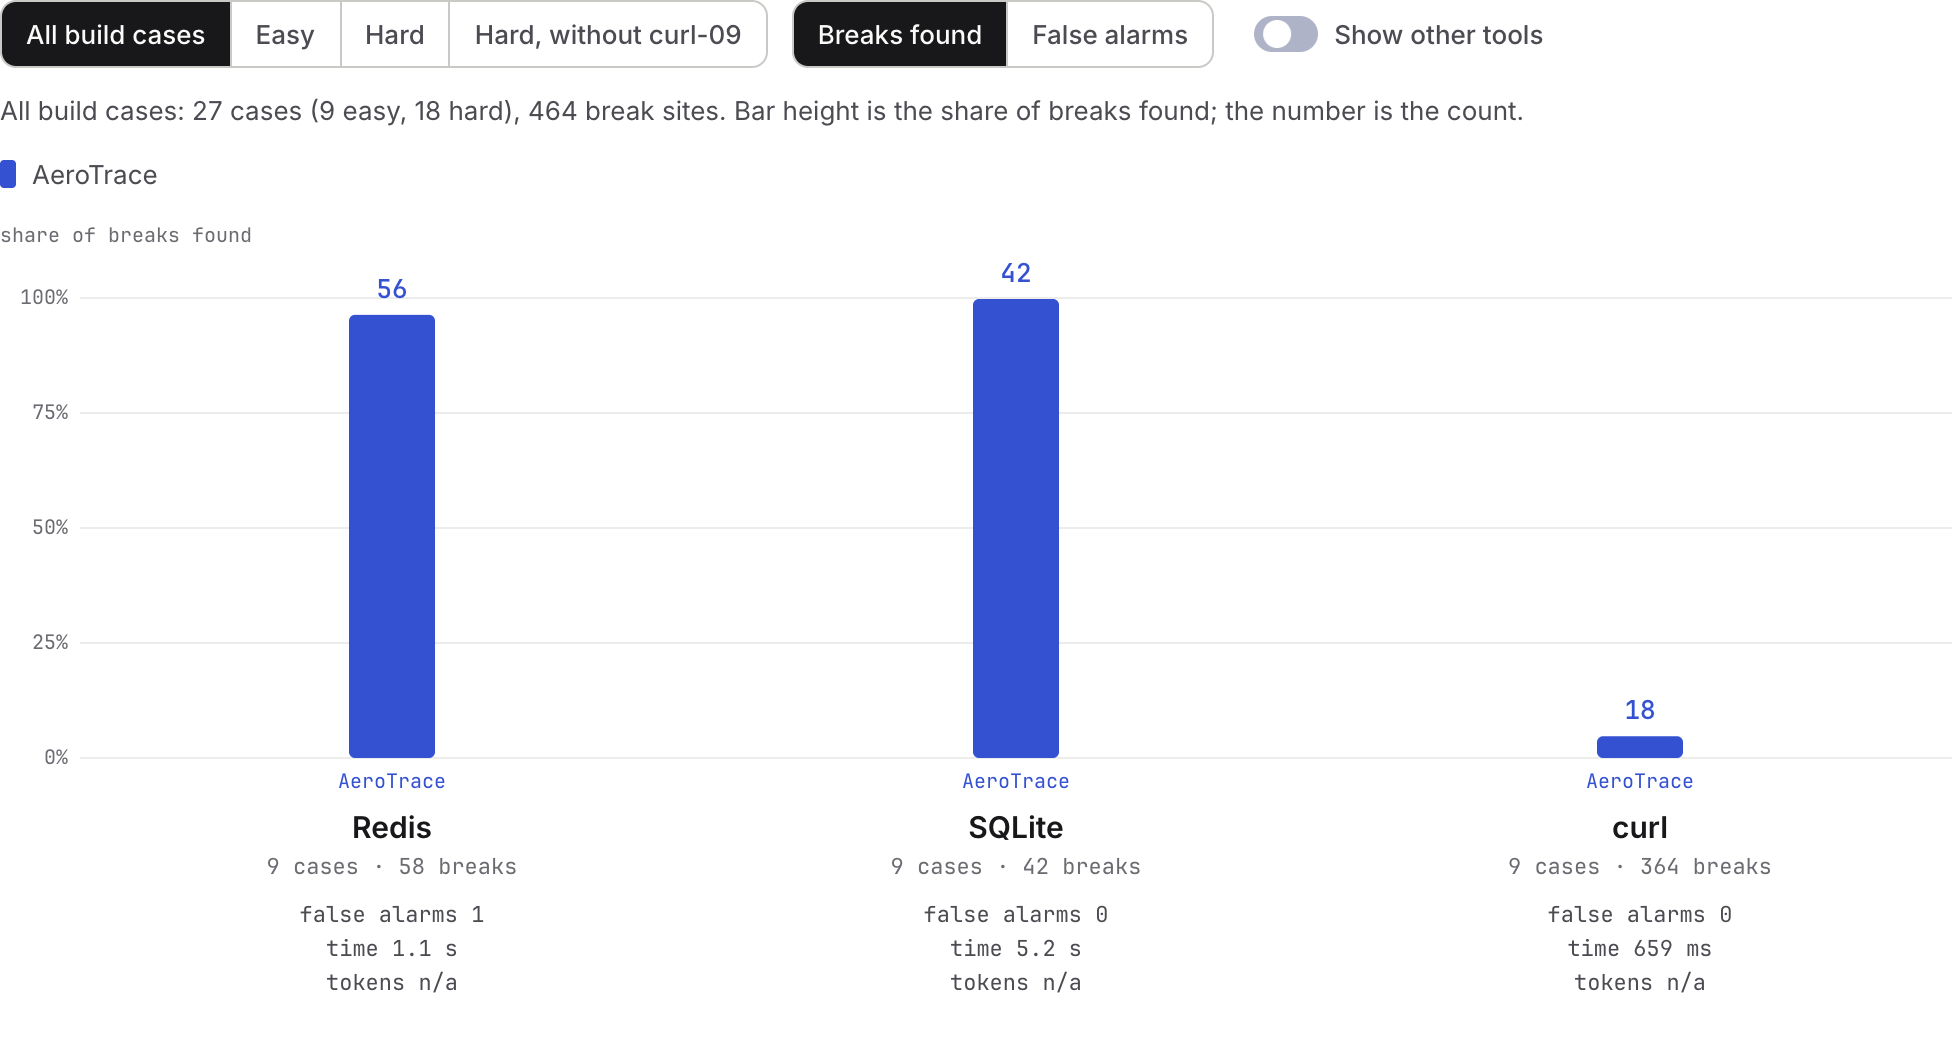 All build cases Easy Hard Hard, without curl-09 Breaks found False alarms Show other tools
All build cases: 27 cases (9 easy, 18 hard), 464 break sites. Bar height is the share of breaks found; the number is the count.
AeroTrace
share of breaks found
56 42 18
100%
75%
50%
25%
0%
AeroTrace AeroTrace AeroTrace
Redis SQLite curl
9 cases · 58 breaks 9 cases · 42 breaks 9 cases · 364 breaks
false alarms 1 false alarms 0 false alarms 0
time 1.1 s time 5.2 s time 659 ms
tokens n/a tokens n/a tokens n/a